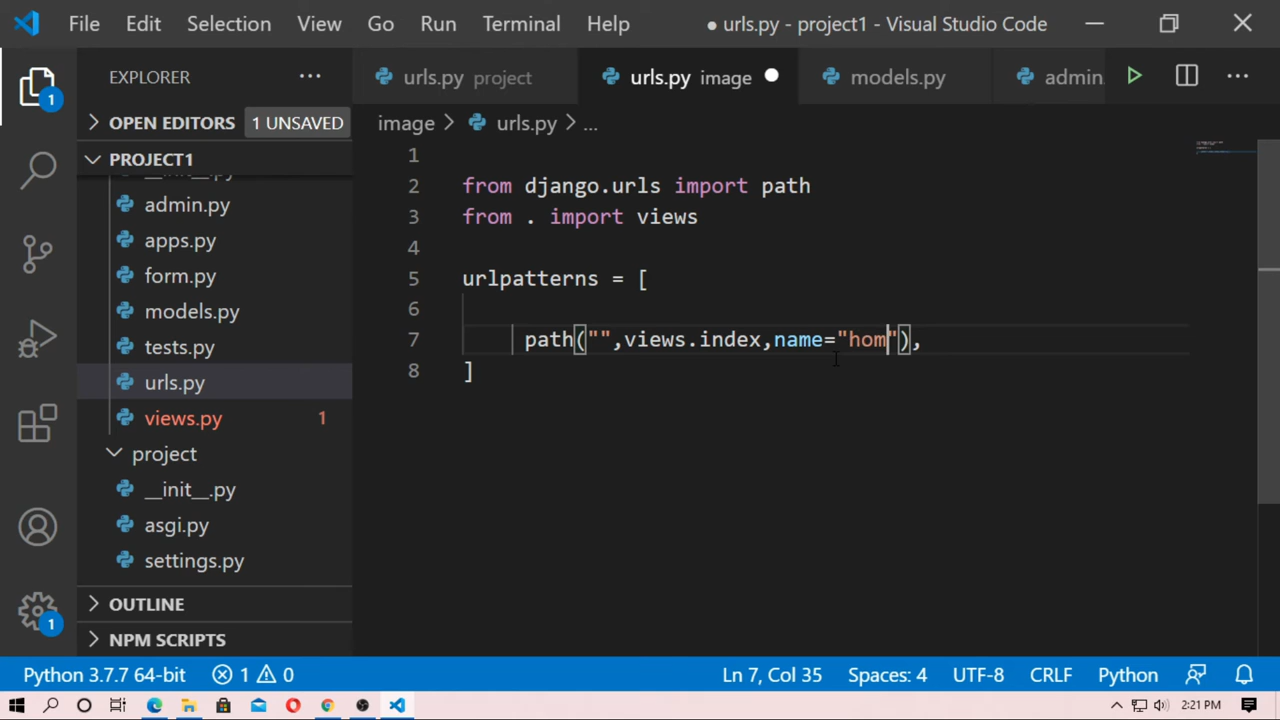 File Edit Selection View Go Run Terminal Help ● urls.py - project1 - Visual Studio Code
EXPLORER ···
urls.py project
urls.py image
models.py
admin.
OPEN EDITORS 1 UNSAVED
image > urls.py > ...
PROJECT1
__init__.py
admin.py
apps.py
form.py
models.py
tests.py
urls.py
views.py 1
project
__init__.py
asgi.py
settings.py
OUTLINE
NPM SCRIPTS
1
2 from django.urls import path
3 from . import views
4
5 urlpatterns = [
6
7 path("",views.index,name="hom"),
8 ]
1
1
Python 3.7.7 64-bit 1 0 Ln 7, Col 35 Spaces: 4 UTF-8 CRLF Python
2:21 PM